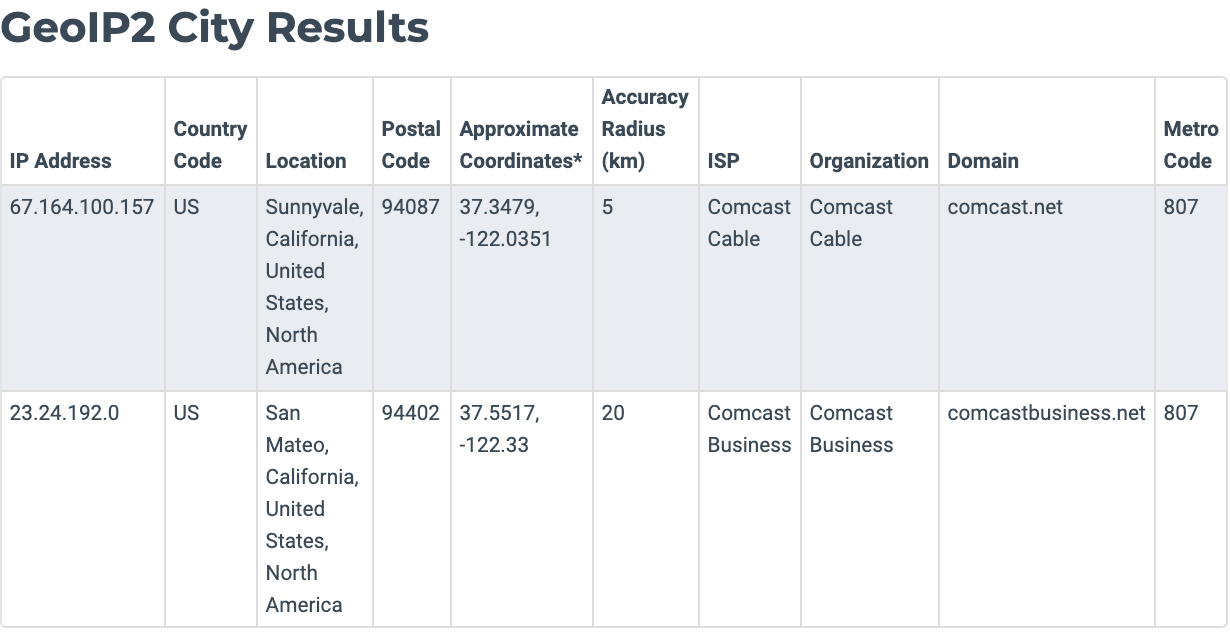 GeoIP2 City Results
IP Address
Country
Code
Location
Postal
Code
Approximate
Coordinates*
Accuracy
Radius
(km)
ISP
Organization
Domain
Metro
Code
67.164.100.157
US
Sunnyvale,
California,
United
States,
North
America
94087
37.3479,
-122.0351
5
Comcast
Cable
Comcast
Cable
comcast.net
807
23.24.192.0
US
San
Mateo,
California,
United
States,
North
America
94402
37.5517,
-122.33
20
Comcast
Business
Comcast
Business
comcastbusiness.net
807